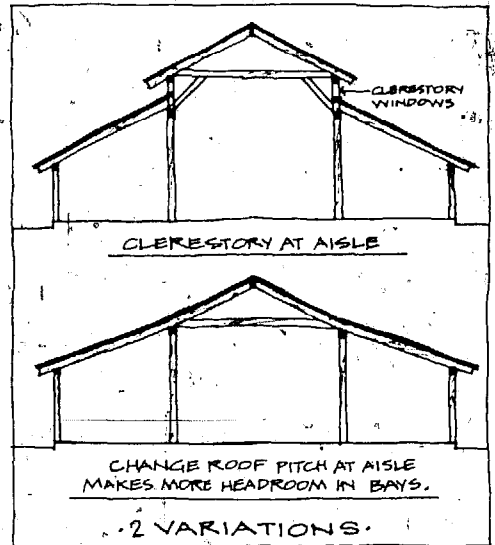 CLERESTORY
WINDOWS
CLERESTORY AT AISLE
CHANGE ROOF PITCH AT AISLE
MAKES MORE HEADROOM IN BAYS.
·2 VARIATIONS·